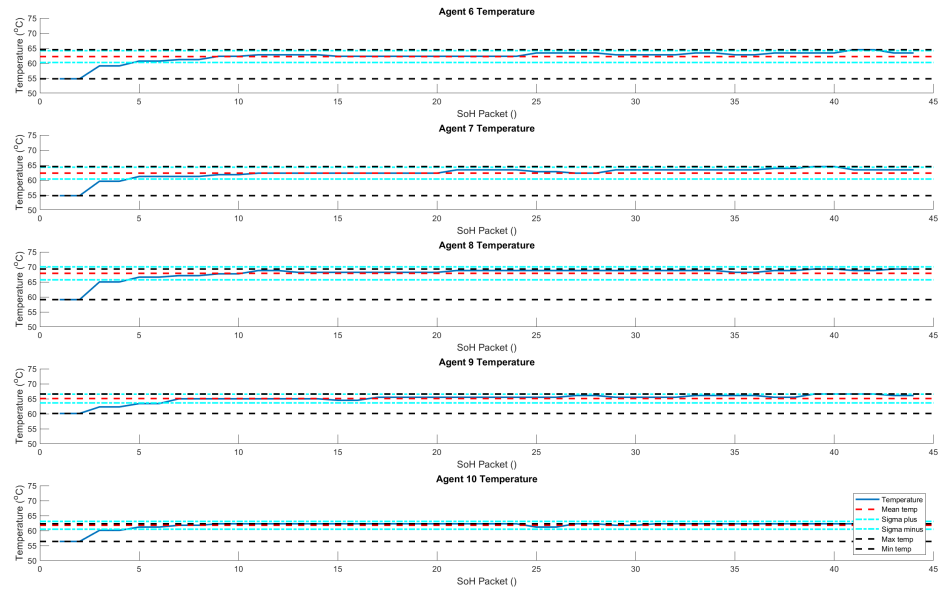 Agent 6 Temperature
Temperature (°C)
75
70
65
60
55
50
0 5 10 15 20 25 30 35 40 45
SoH Packet ()
Agent 7 Temperature
Temperature (°C)
75
70
65
60
55
50
0 5 10 15 20 25 30 35 40 45
SoH Packet ()
Agent 8 Temperature
Temperature (°C)
75
70
65
60
55
50
0 5 10 15 20 25 30 35 40 45
SoH Packet ()
Agent 9 Temperature
Temperature (°C)
75
70
65
60
55
50
0 5 10 15 20 25 30 35 40 45
SoH Packet ()
Agent 10 Temperature
Temperature (°C)
75
70
65
60
55
50
0 5 10 15 20 25 30 35 40 45
SoH Packet ()
Temperature
Mean temp
Sigma plus
Sigma minus
Max temp
Min temp